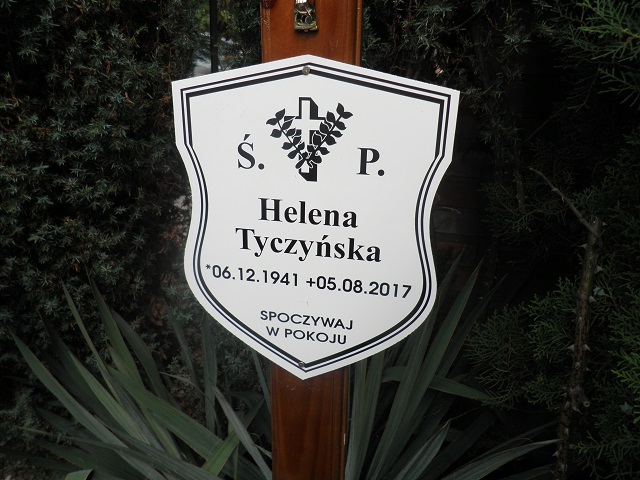 Ś. P.
Helena
Tyczyńska
*06.12.1941 +05.08.2017
SPOCZYWAJ
W POKOJU